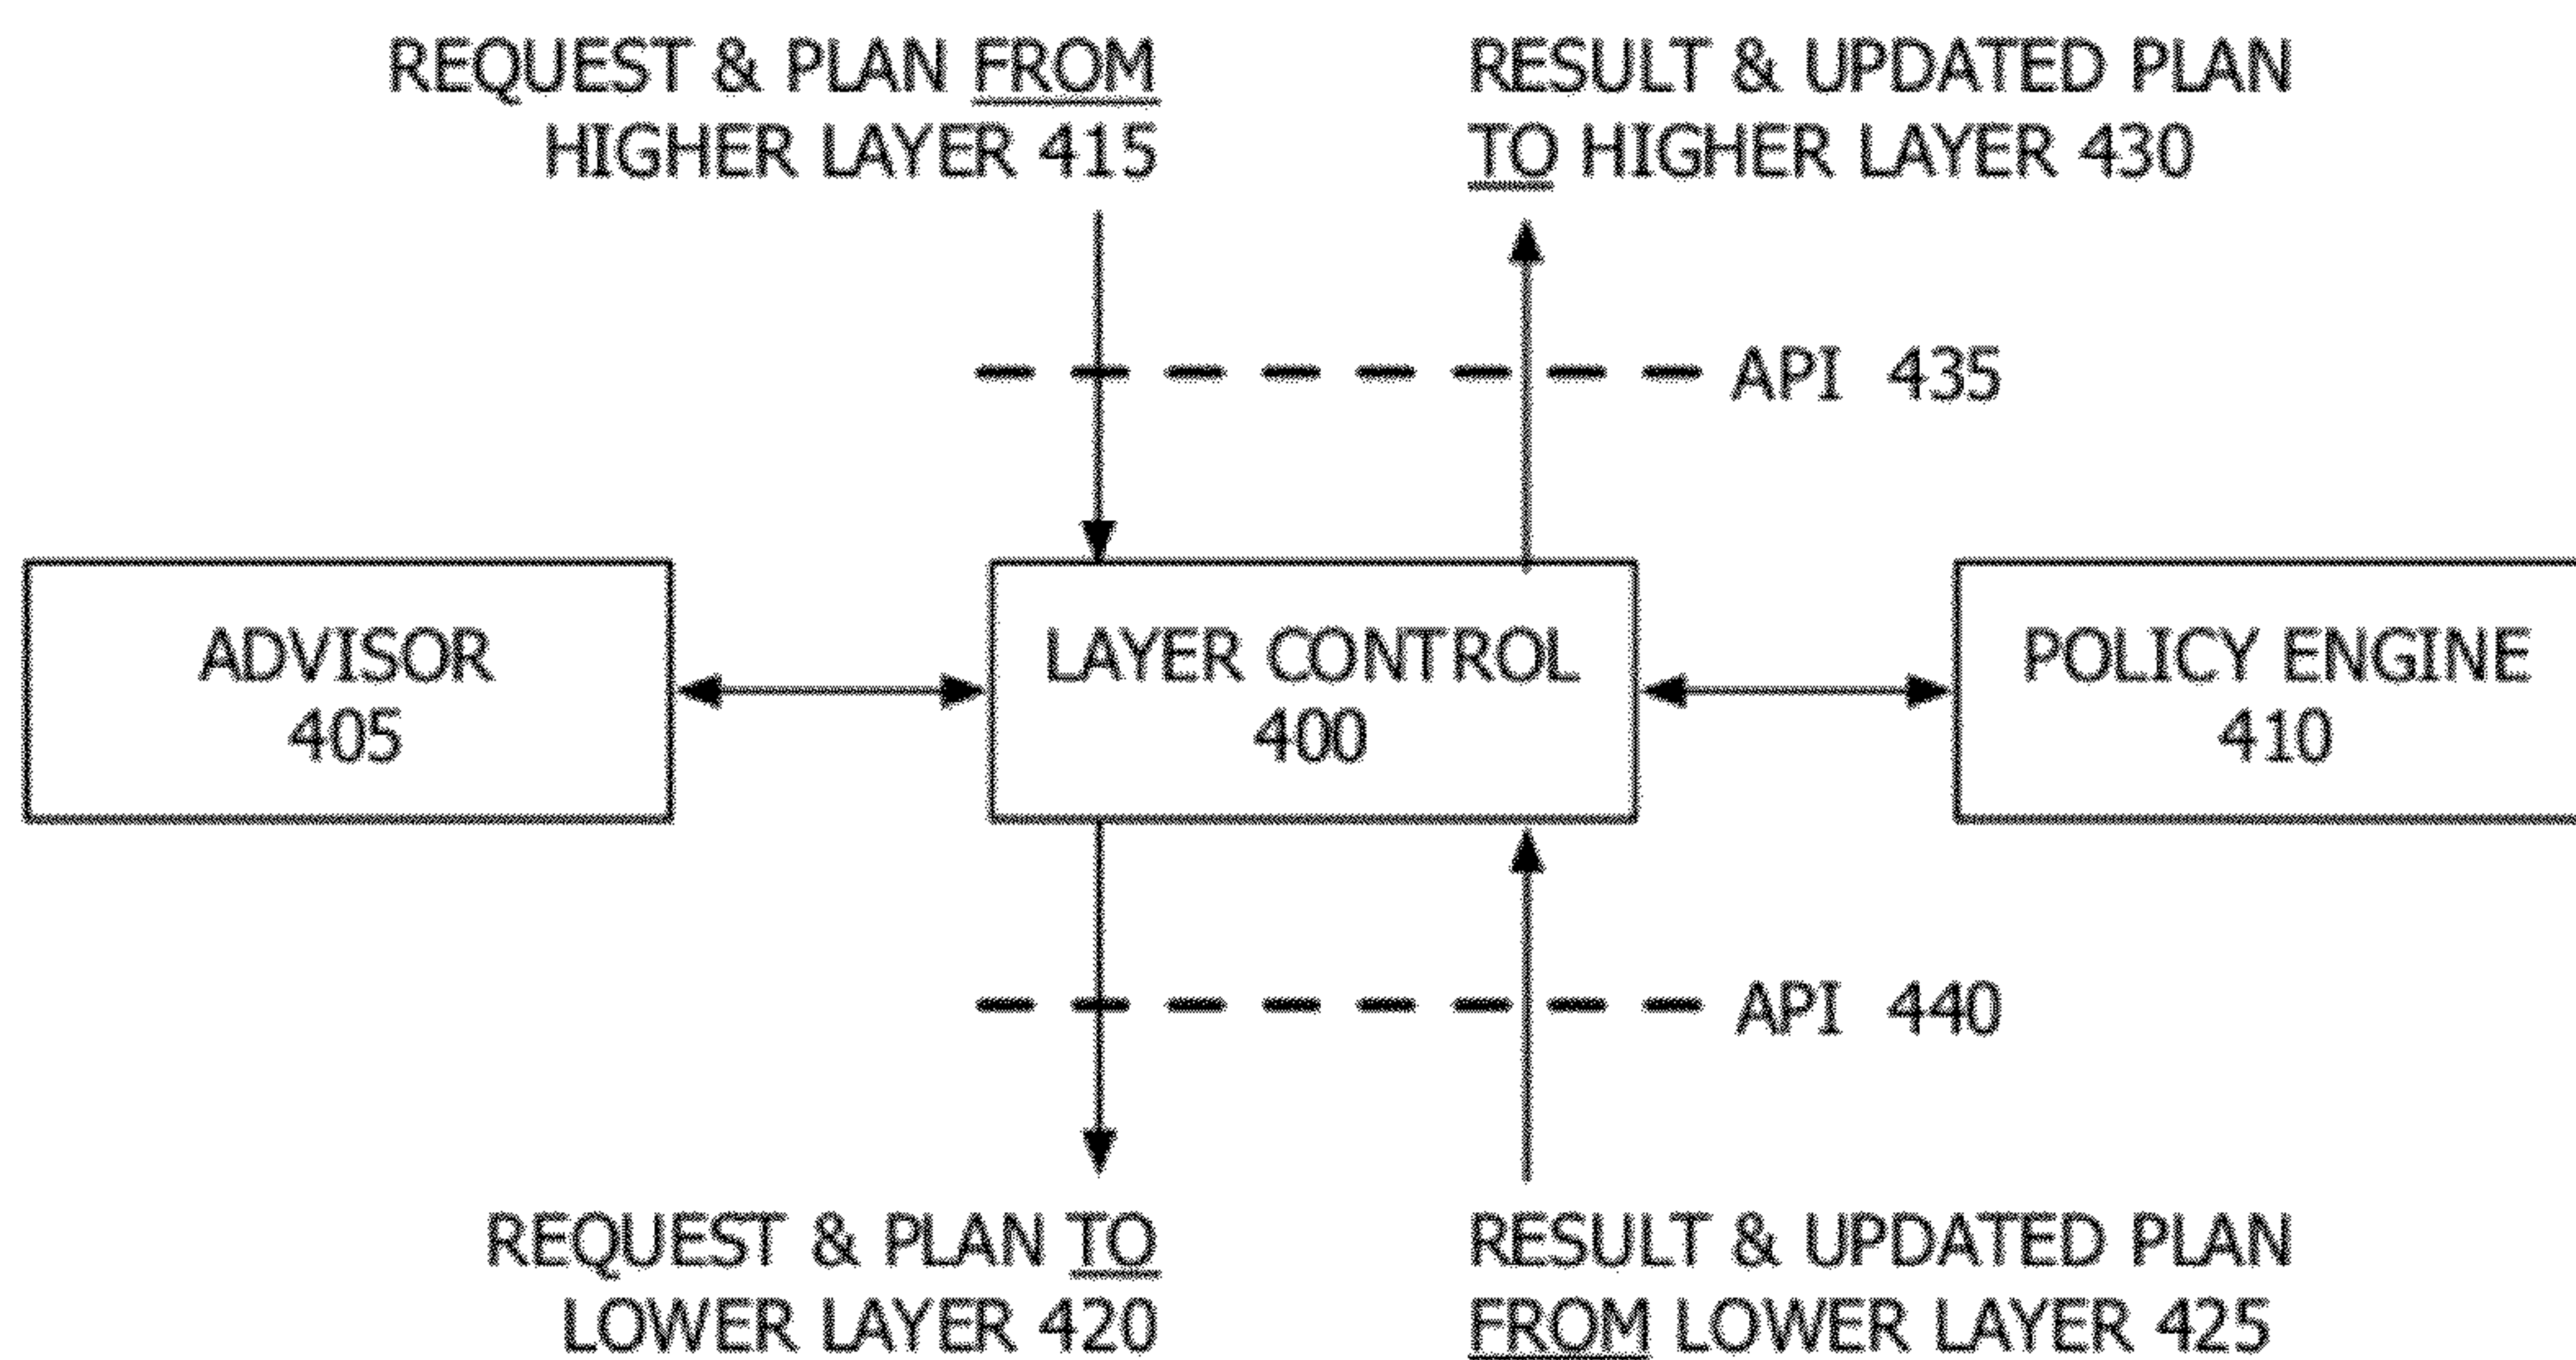 REQUEST & PLAN FROM
HIGHER LAYER 415
RESULT & UPDATED PLAN
TO HIGHER LAYER 430
API 435
ADVISOR
405
LAYER CONTROL
400
POLICY ENGINE
410
API 440
REQUEST & PLAN TO
LOWER LAYER 420
RESULT & UPDATED PLAN
FROM LOWER LAYER 425